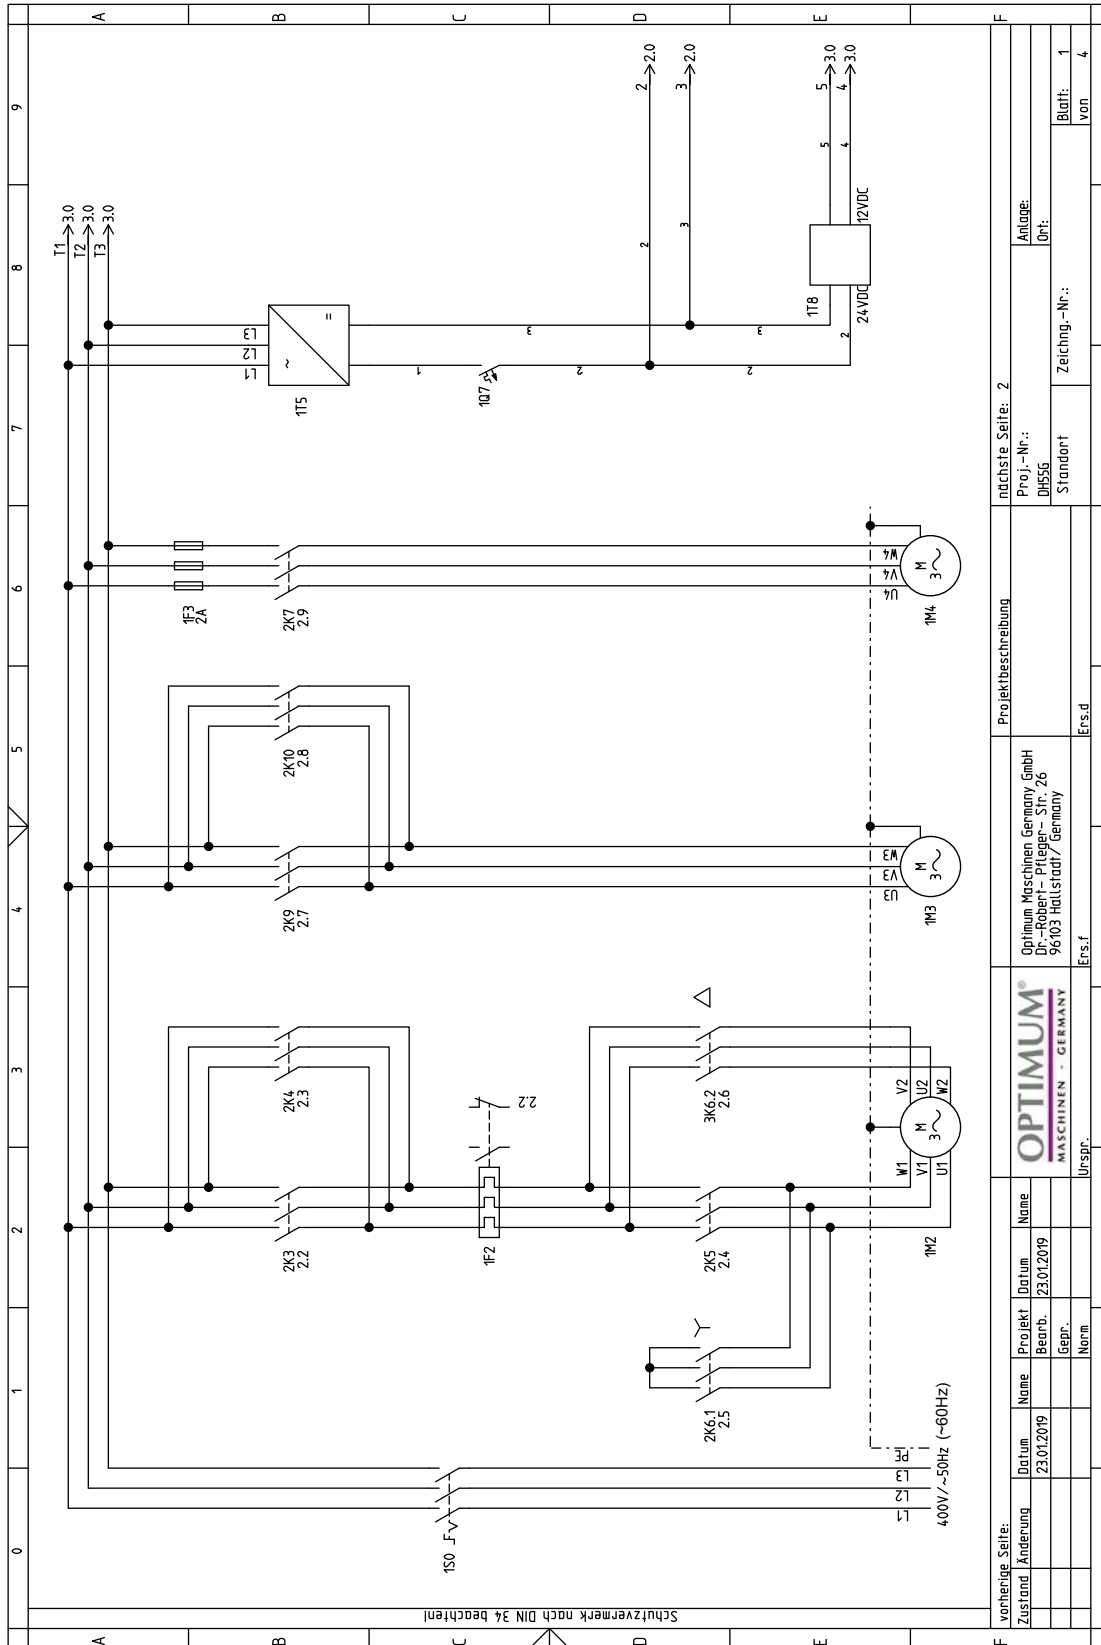 0 1 2 3 4 5 6 7 8 9
A
B
C
D
E
F
A
B
C
D
E
F
Schutzvermerk nach DIN 34 beachten!
T1 3.0
T2 3.0
T3 3.0
1S0
L1
L2
L3
PE
400V/~50Hz (~60Hz)
2K6.1
2.5
2K3
2.2
2K4
2.3
1F2
2.2
2K5
2.4
3K6.2
2.6
W1
V1
U1
V2
U2
W2
M
3~
1M2
2K9
2.7
2K10
2.8
U3
V3
W3
M
3~
1M3
1F3
2A
2K7
2.9
U4
V4
W4
M
3~
1M4
L1
L2
L3
~
=
1T5
1
3
1Q7
2
3
2
2
3
2 2.0
3 2.0
1T8
24VDC
12VDC
2
5
4
5 3.0
4 3.0
vorherige Seite:
Zustand Änderung Datum Name
23.01.2019
Projekt Datum Name
Bearb. 23.01.2019
Gepr.
Norm
Urspr.
OPTIMUM®
MASCHINEN - GERMANY
Optimum Maschinen Germany GmbH
Dr.-Robert- Pfleger- Str. 26
96103 Hallstadt/ Germany
Ers.f
Ers.d
Projektbeschreibung
nächste Seite: 2
Proj.-Nr.:
DH55G
Anlage:
Ort:
Standort
Zeichng.-Nr.:
Blatt: 1
von 4